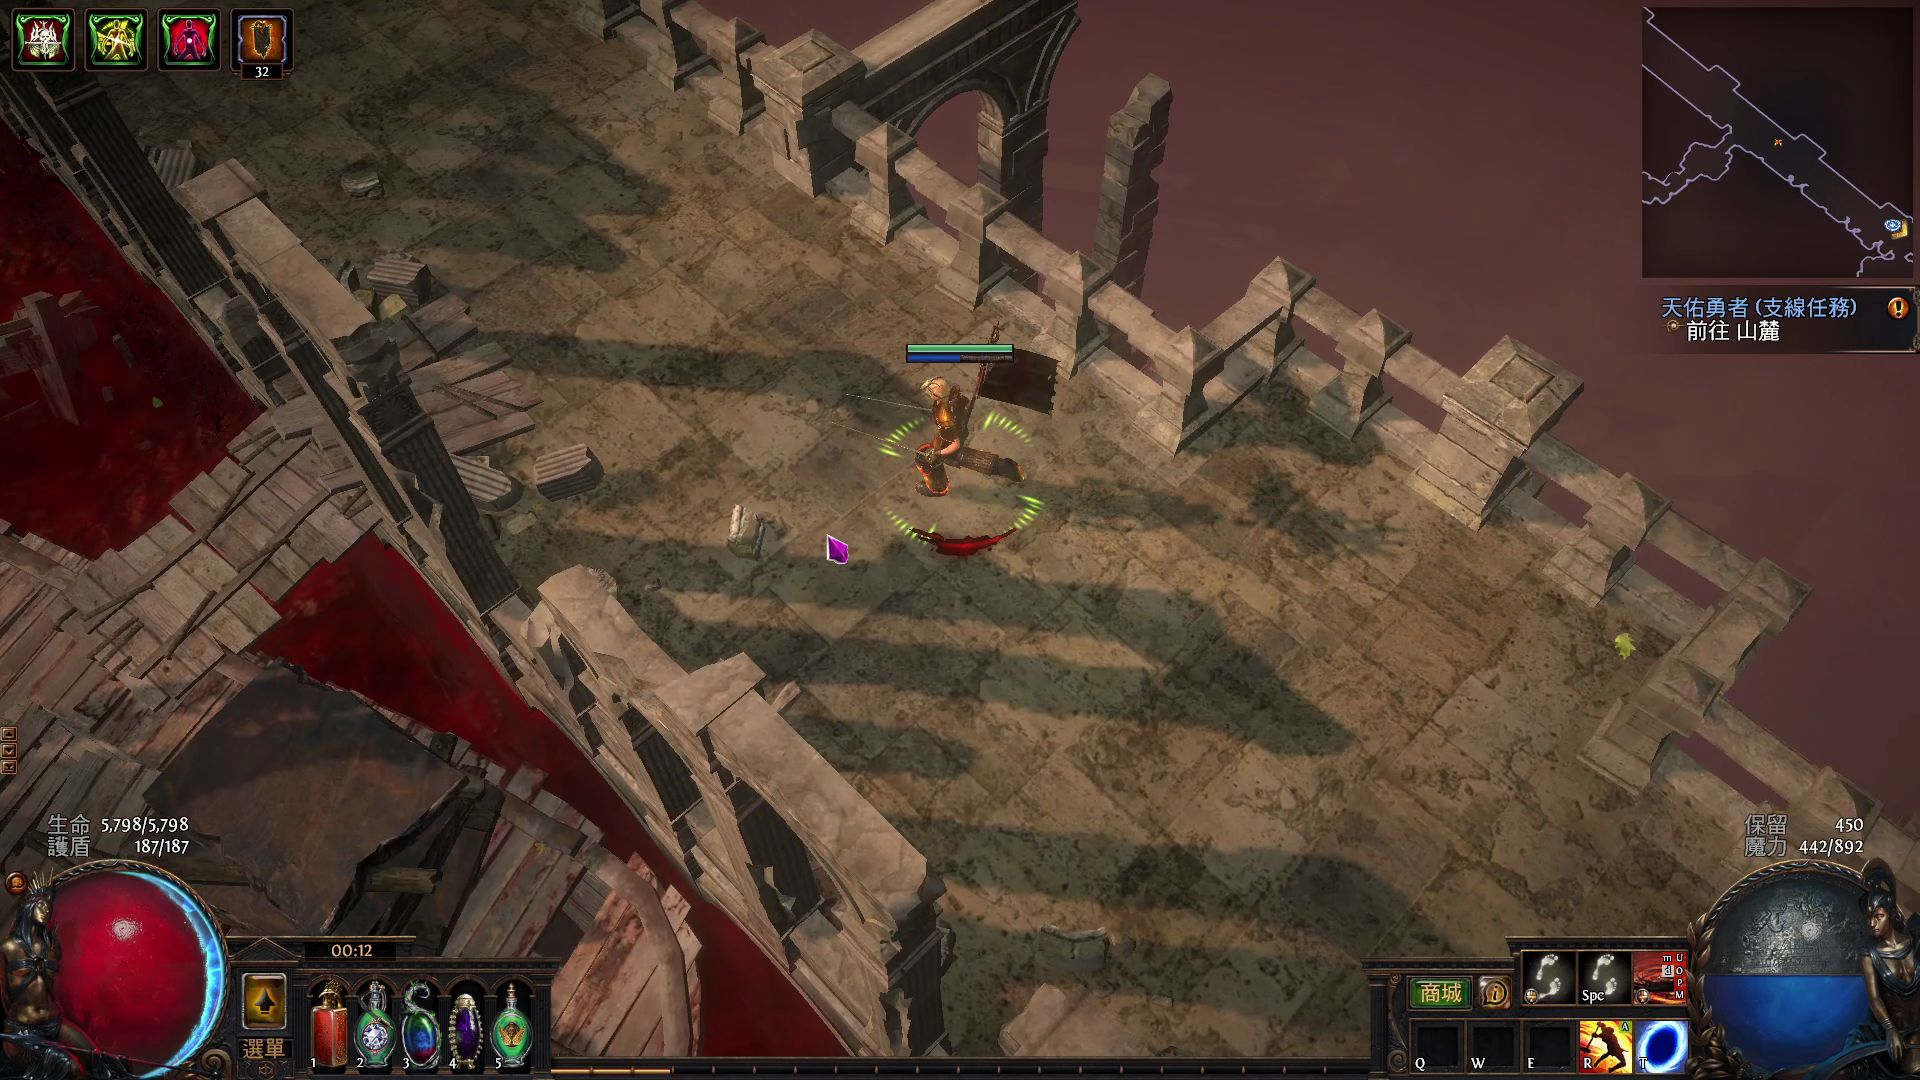 32
天佑勇者 (支線任務)
前往 山麓
生命 5,798/5,798
護盾 187/187
保留 450
魔力 442/892
00:12
選單
1
2
3
4
5
商城
Spc
m U
d O
P
M
Q
W
E
R
A
T